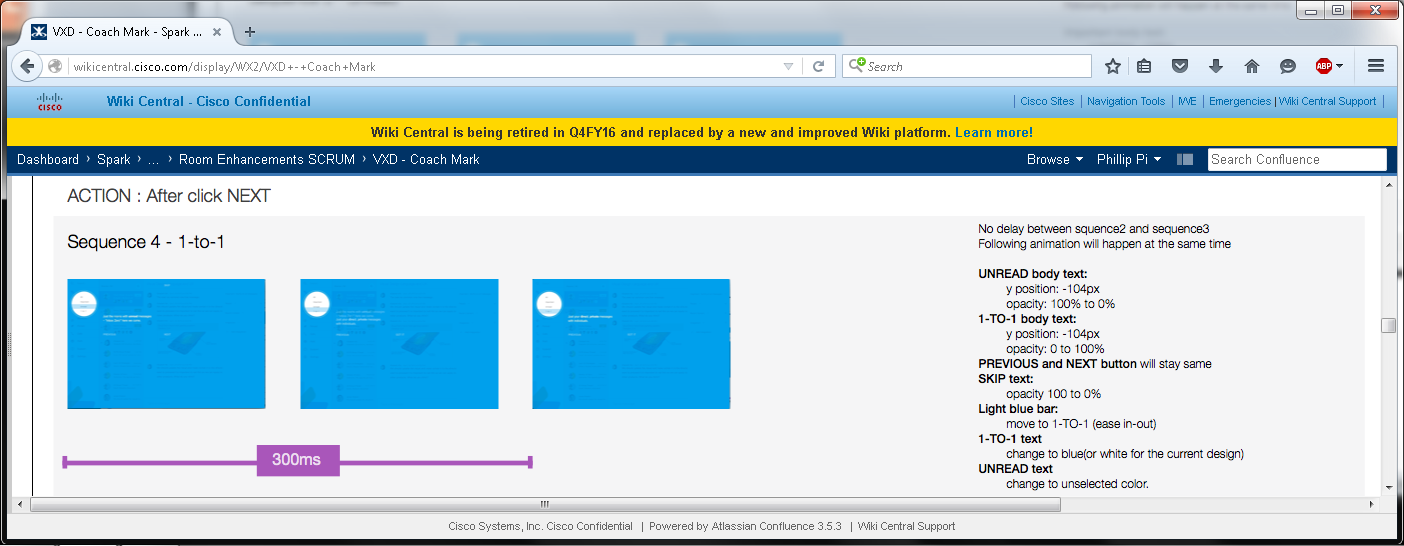 VXD - Coach Mark - Spark ...
wikicentral.cisco.com/display/WX2/VXD+-+Coach+Mark
Search
ABP
CISCO
Wiki Central - Cisco Confidential
Cisco Sites | Navigation Tools | IWE | Emergencies | Wiki Central Support
Wiki Central is being retired in Q4FY16 and replaced by a new and improved Wiki platform. Learn more!
Dashboard › Spark › ... › Room Enhancements SCRUM › VXD - Coach Mark
Browse
Phillip Pi
Search Confluence
ACTION : After click NEXT
Sequence 4 - 1-to-1
300ms
No delay between squence2 and sequence3
Following animation will happen at the same time
UNREAD body text:
y position: -104px
opacity: 100% to 0%
1-TO-1 body text:
y position: -104px
opacity: 0 to 100%
PREVIOUS and NEXT button will stay same
SKIP text:
opacity 100 to 0%
Light blue bar:
move to 1-TO-1 (ease in-out)
1-TO-1 text
change to blue(or white for the current design)
UNREAD text
change to unselected color.
Cisco Systems, Inc. Cisco Confidential | Powered by Atlassian Confluence 3.5.3 | Wiki Central Support